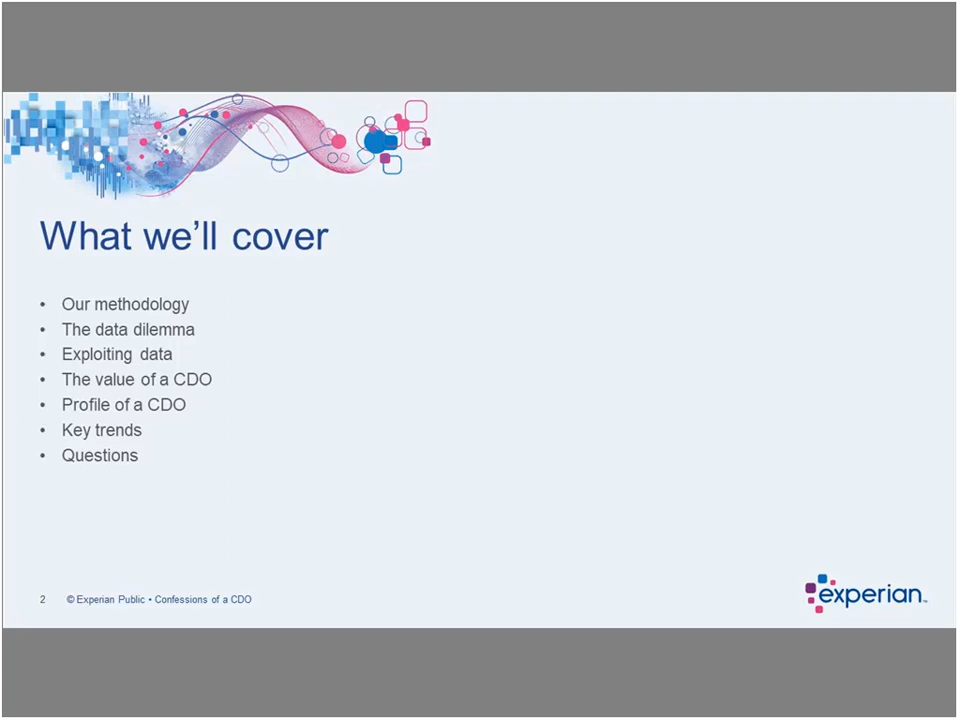 What we'll cover
• Our methodology
• The data dilemma
• Exploiting data
• The value of a CDO
• Profile of a CDO
• Key trends
• Questions
2 © Experian Public • Confessions of a CDO
experian™